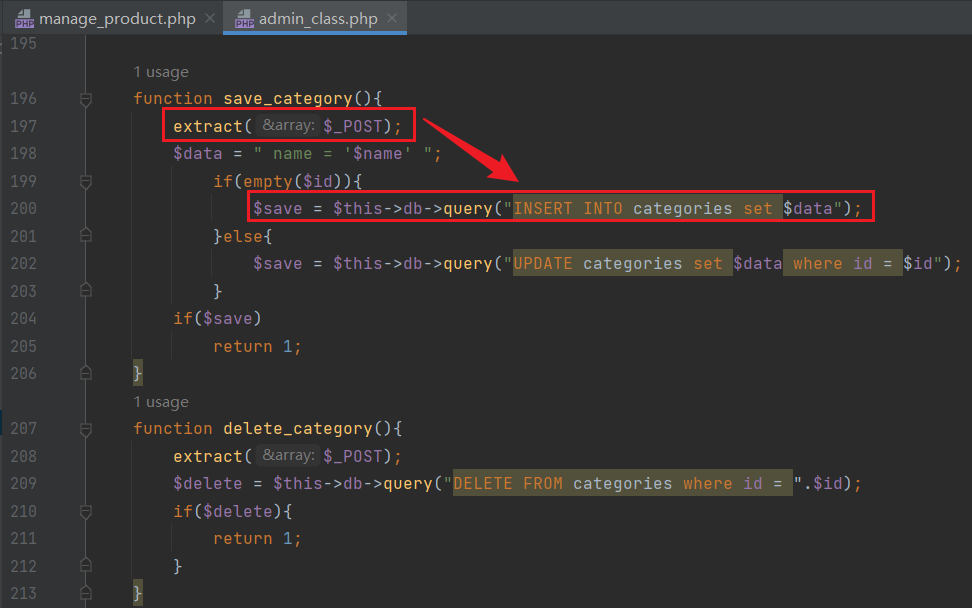 manage_product.php
admin_class.php
195
1 usage
196 function save_category(){
197 extract( &array: $_POST);
198 $data = " name = '$name' ";
199 if(empty($id)){
200 $save = $this->db->query("INSERT INTO categories set $data");
201 }else{
202 $save = $this->db->query("UPDATE categories set $data where id = $id");
203 }
204 if($save)
205 return 1;
206 }
1 usage
207 function delete_category(){
208 extract( &array: $_POST);
209 $delete = $this->db->query("DELETE FROM categories where id = ".$id);
210 if($delete){
211 return 1;
212 }
213 }